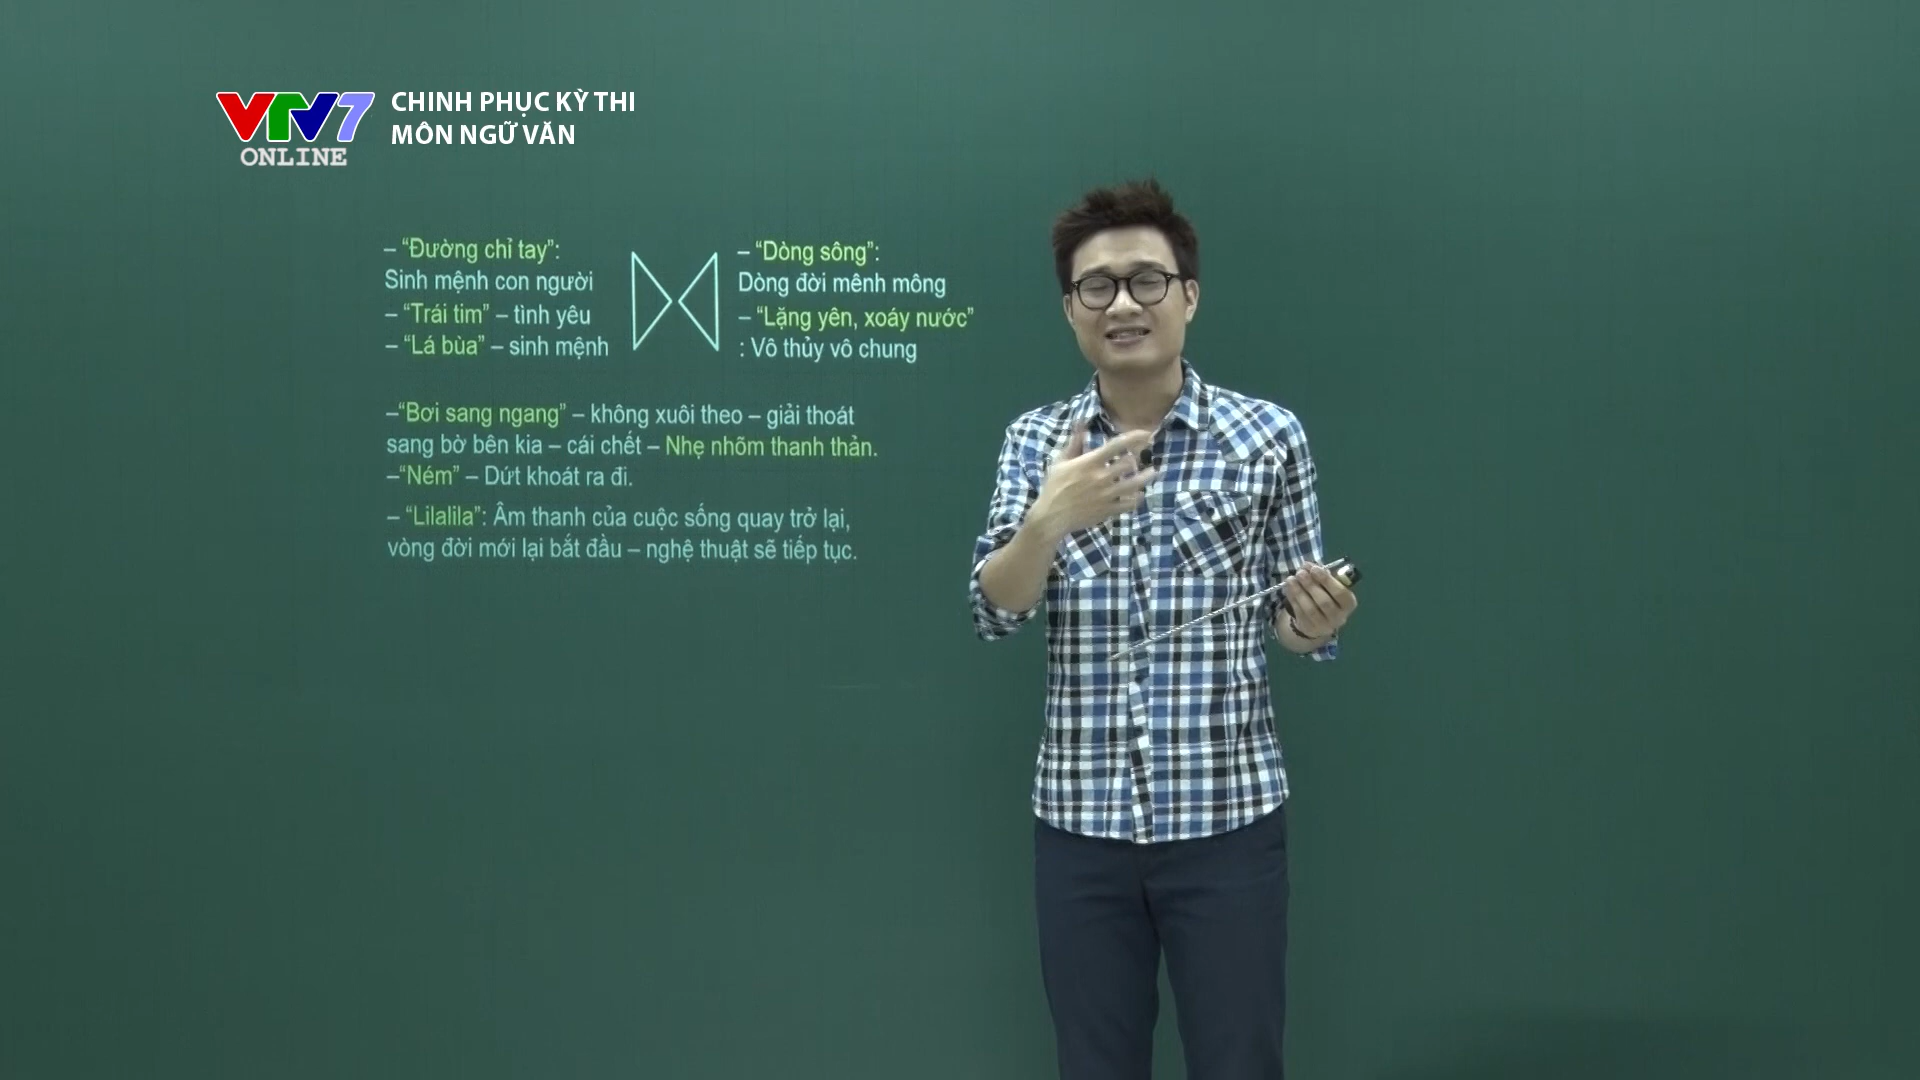 VTV7
ONLINE
CHINH PHỤC KỲ THI
MÔN NGỮ VĂN
– “Đường chỉ tay”:
Sinh mệnh con người
– “Trái tim” – tình yêu
– “Lá bùa” – sinh mệnh
– “Dòng sông”:
Dòng đời mênh mông
– “Lặng yên, xoáy nước”
: Vô thủy vô chung
–“Bơi sang ngang” – không xuôi theo – giải thoát
sang bờ bên kia – cái chết – Nhẹ nhõm thanh thản.
–“Ném” – Dứt khoát ra đi.
– “Lilalila”: Âm thanh của cuộc sống quay trở lại,
vòng đời mới lại bắt đầu – nghệ thuật sẽ tiếp tục.